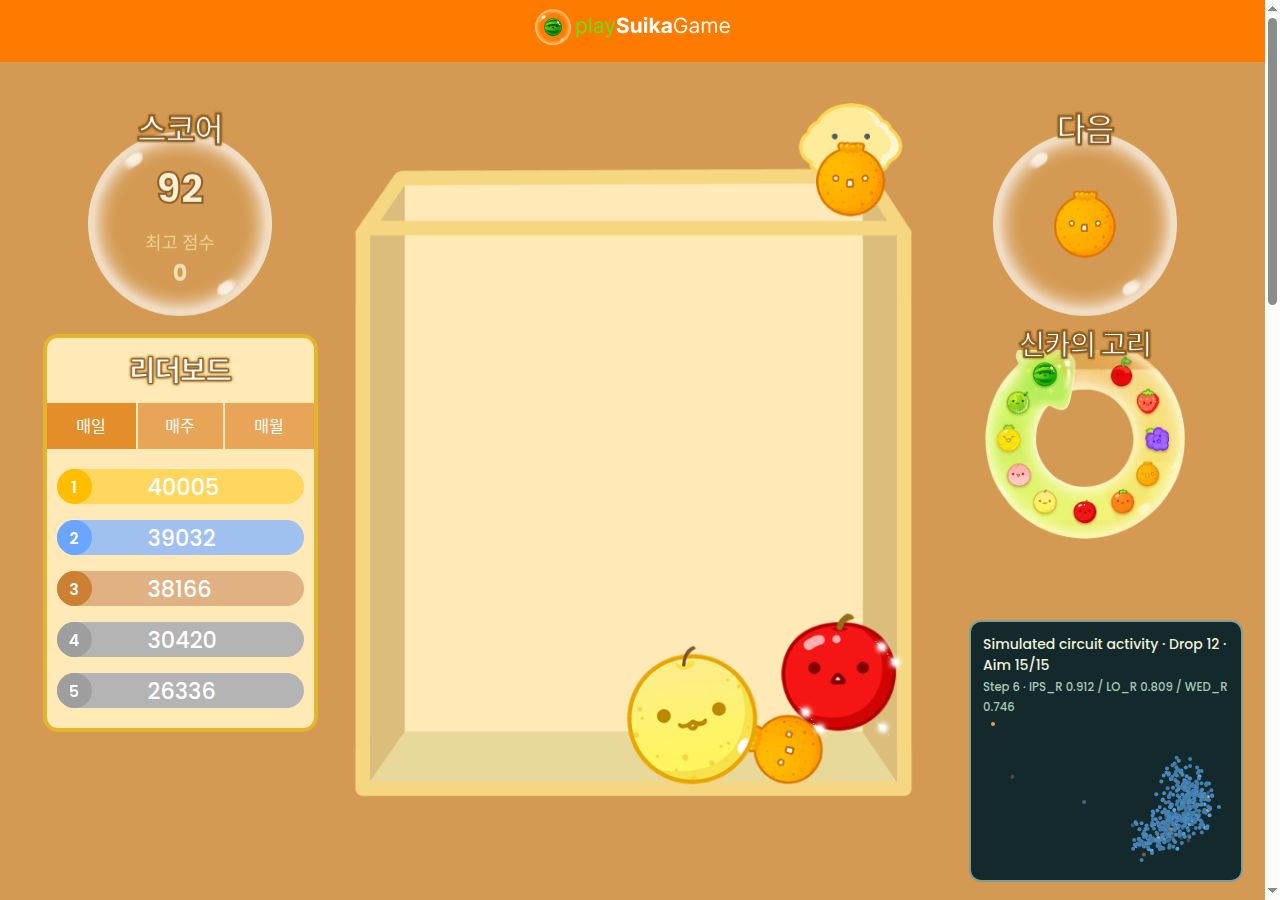 playSuikaGame
스코어
92
최고 점수
0
리더보드
매일 매주 매월
1 40005
2 39032
3 38166
4 30420
5 26336
다음
신카의 고리
Simulated circuit activity · Drop 12 ·
Aim 15/15
Step 6 · IPS_R 0.912 / LO_R 0.809 / WED_R
0.746